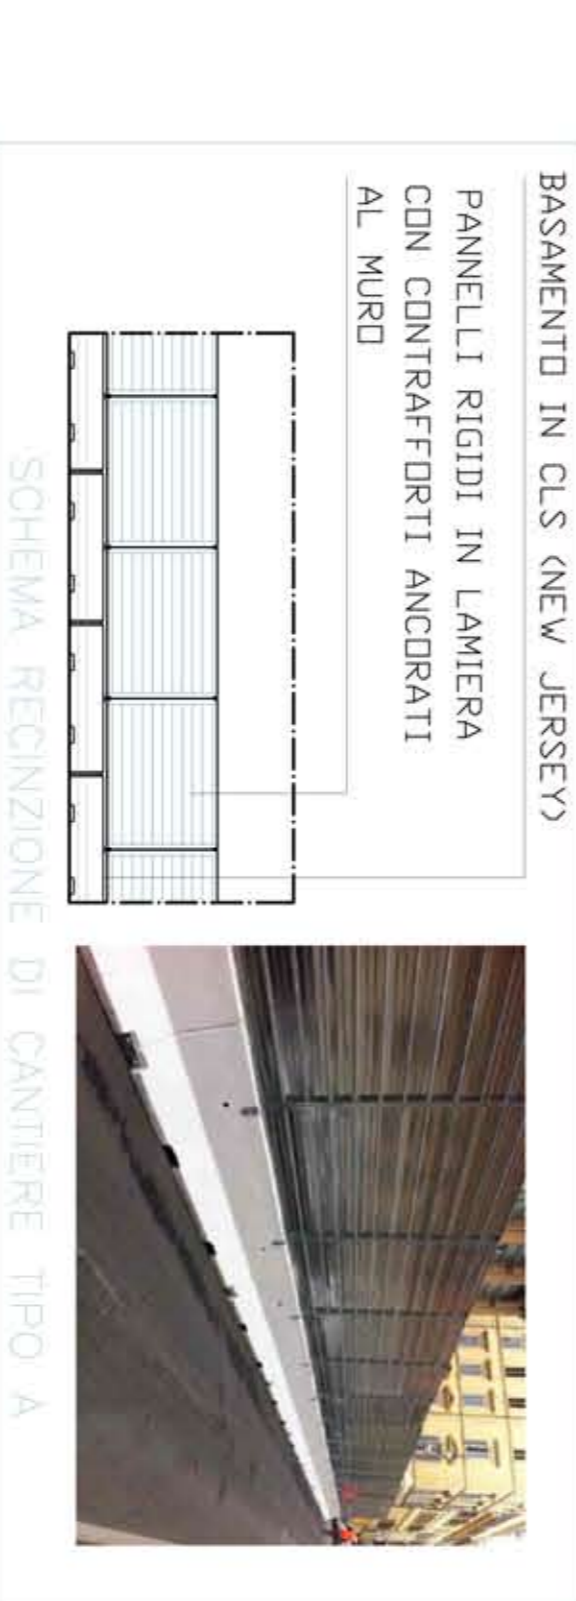 BASAMENTO IN CLS (NEW JERSEY)
PANNELLI RIGIDI IN LAMIERA
CON CONTRAFFORTI ANCORATI
AL MURO
SCHEMA RECINZIONE DI CANTIERE TIPO A